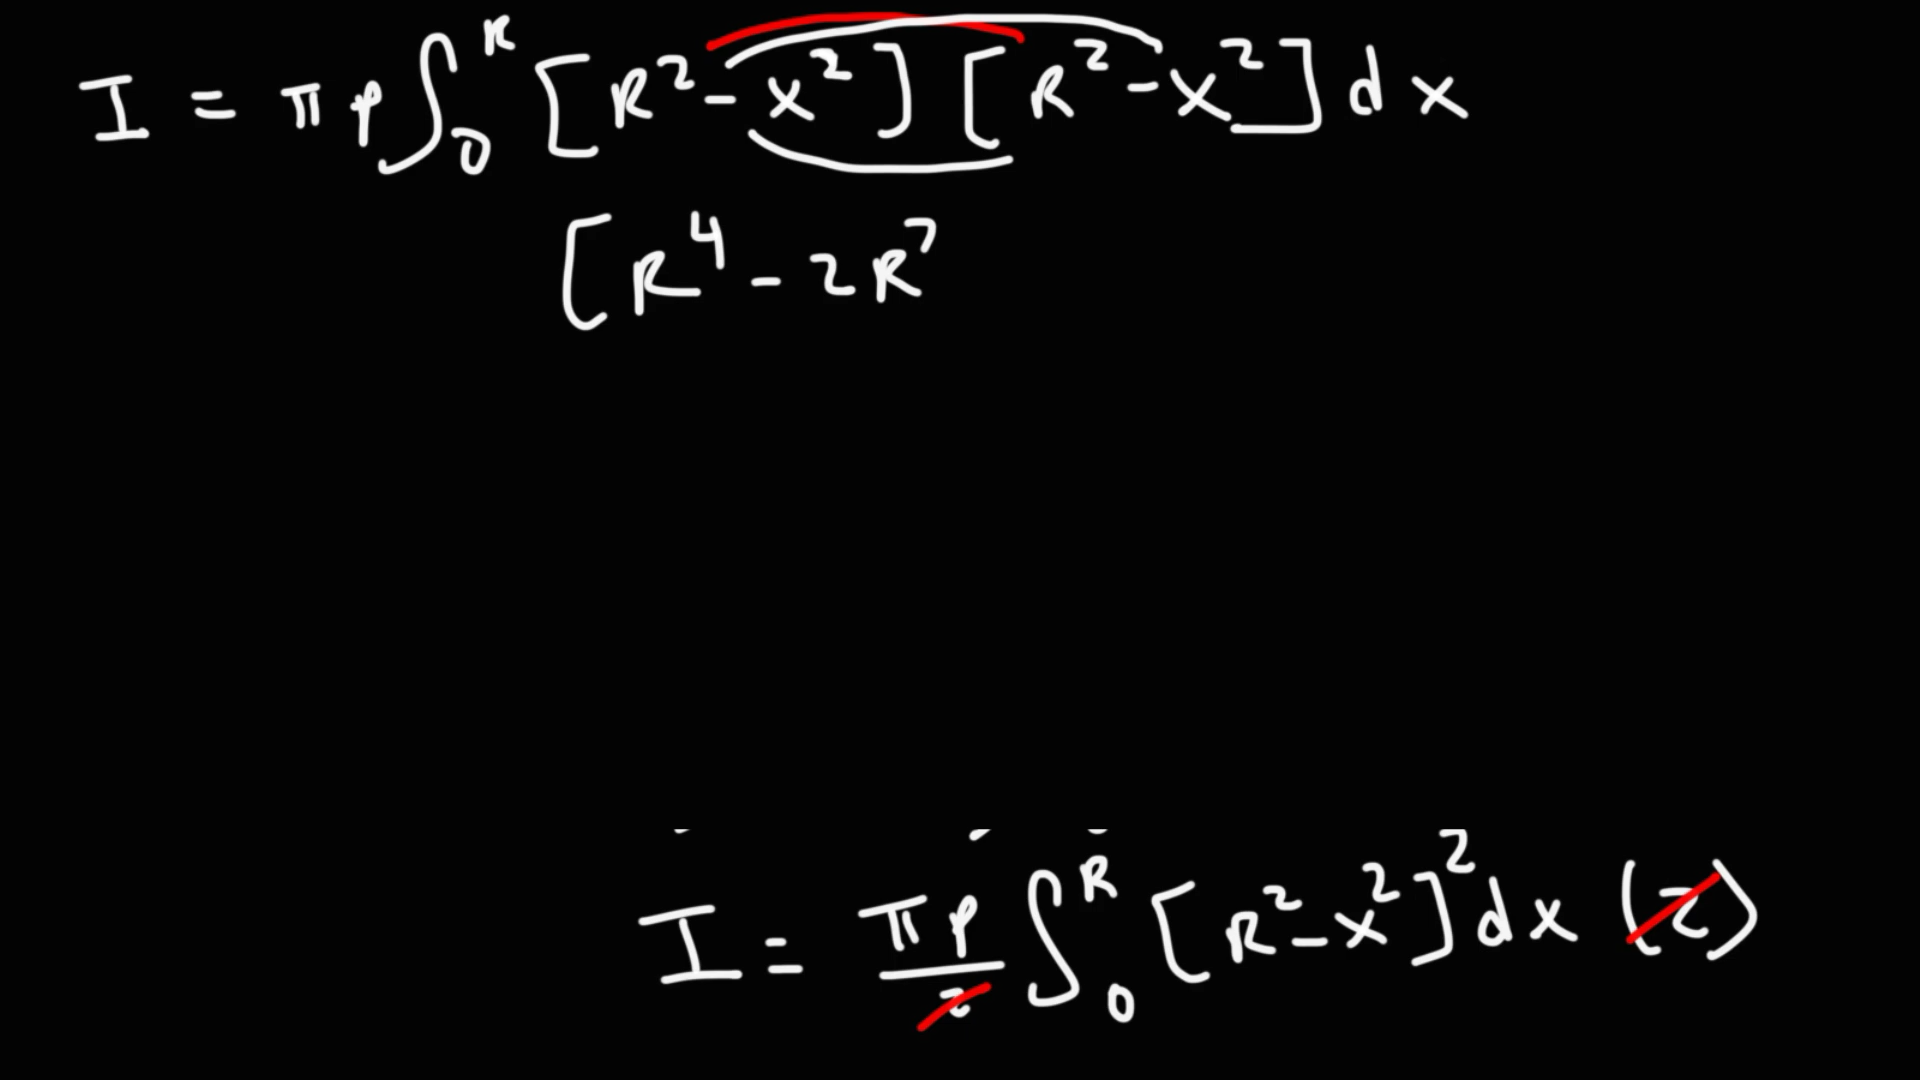 I = πρ∫₀ᴿ [R² - x²] [R² - x²] dx
[R⁴ - 2R²
I = πρ/2 ∫₀ᴿ [R² - x²]² dx (2)